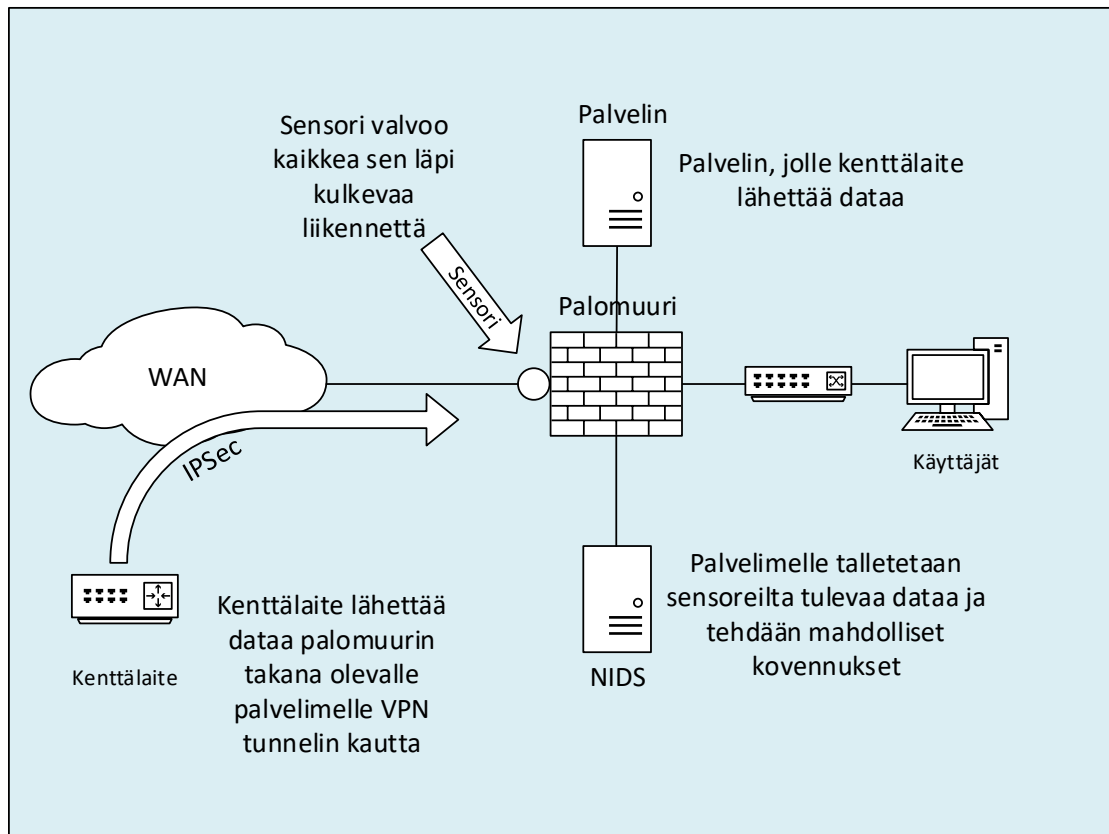 Sensori valvoo
kaikkea sen läpi
kulkevaa
liikennettä
Sensori
Palvelin
Palvelin, jolle kenttälaite
lähettää dataa
Palomuuri
WAN
IPSec
Käyttäjät
Kenttälaite
Kenttälaite lähettää
dataa palomuurin
takana olevalle
palvelimelle VPN
tunnelin kautta
NIDS
Palvelimelle talletetaan
sensoreilta tulevaa dataa ja
tehdään mahdolliset
kovennukset